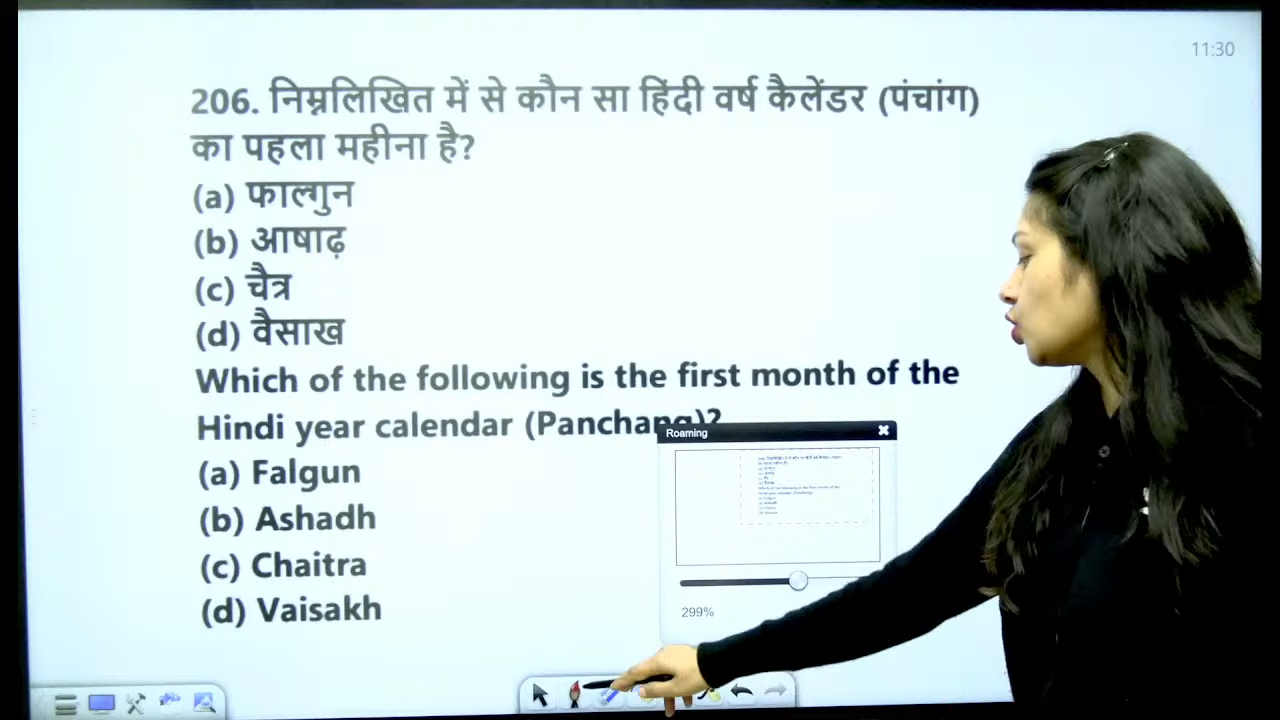 11:30
206. निम्नलिखित में से कौन सा हिंदी वर्ष कैलेंडर (पंचांग)
का पहला महीना है?
(a) फाल्गुन
(b) आषाढ़
(c) चैत्र
(d) वैसाख
Which of the following is the first month of the
Hindi year calendar (Panchang)?
(a) Falgun
(b) Ashadh
(c) Chaitra
(d) Vaisakh
Roaming
299%